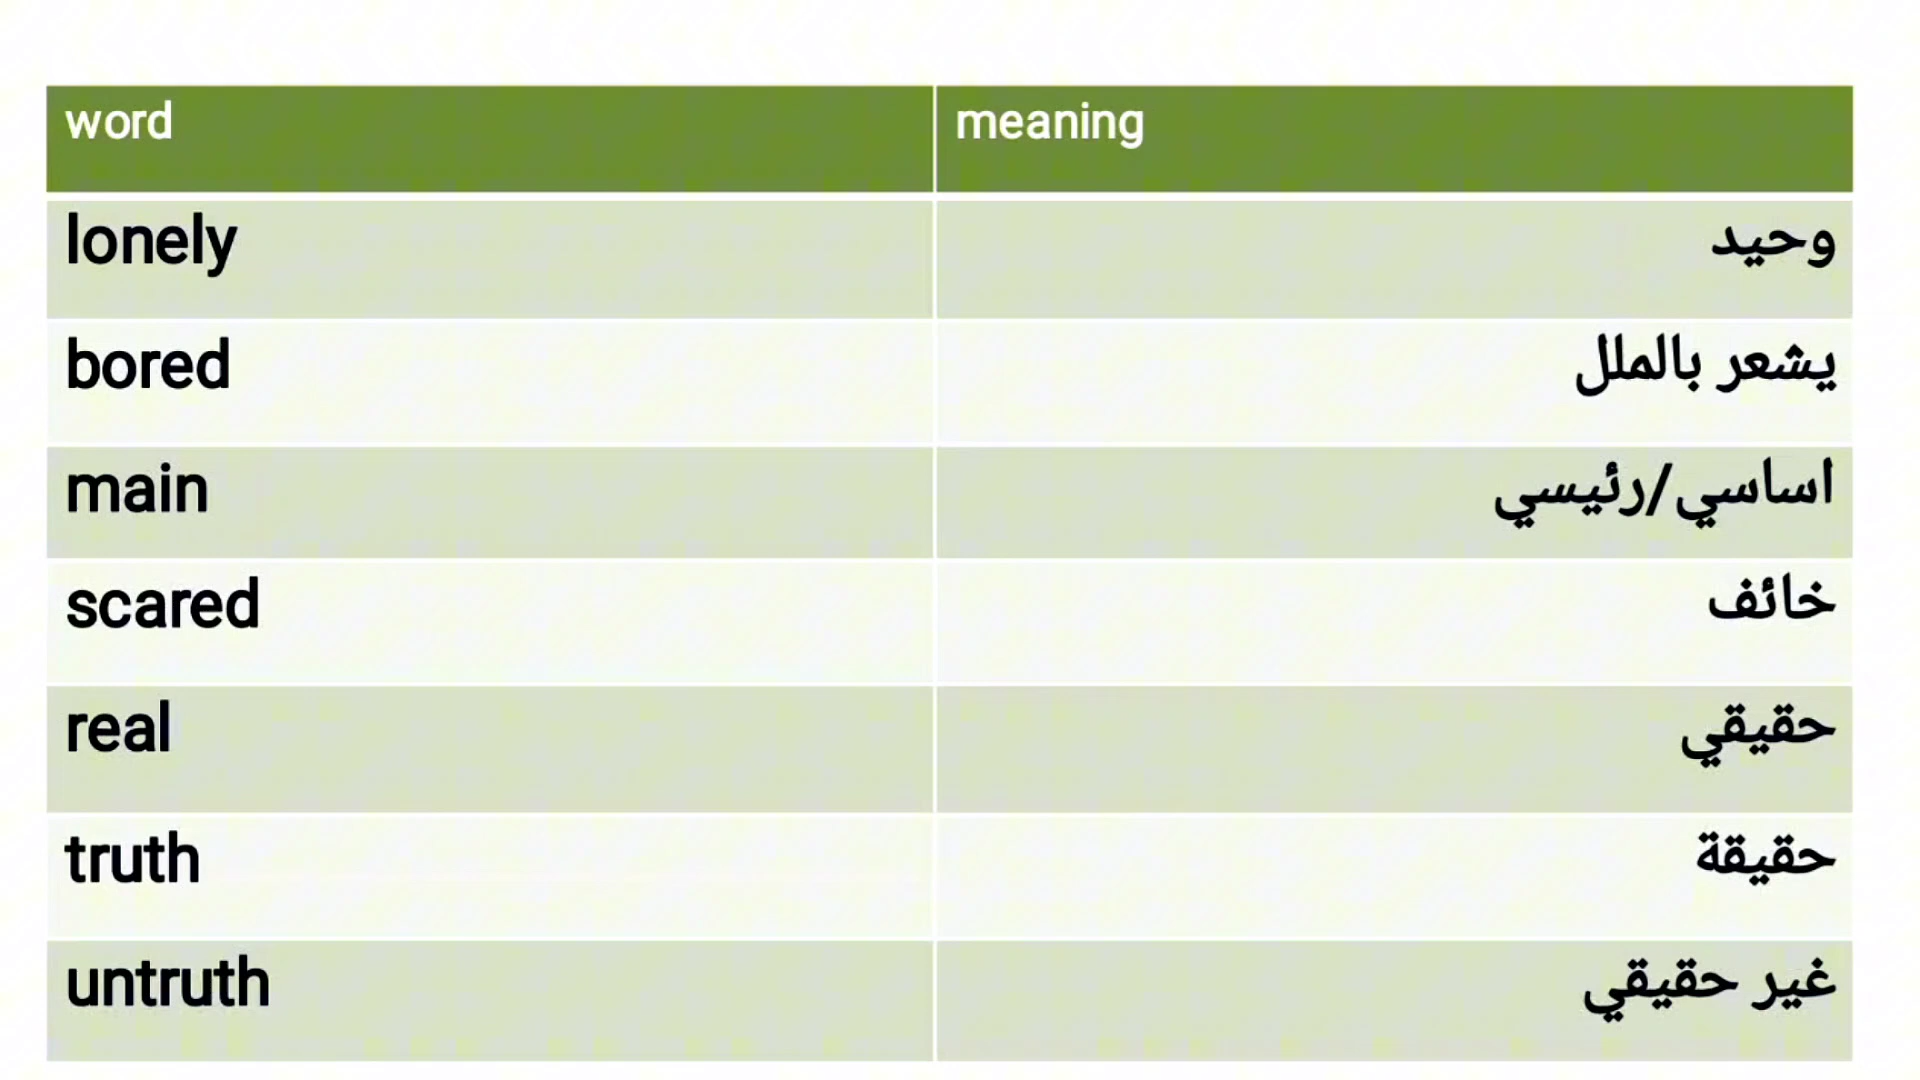 word meaning
lonely وحيد
bored يشعر بالملل
main اساسي/رئيسي
scared خائف
real حقيقي
truth حقيقة
untruth غير حقيقي